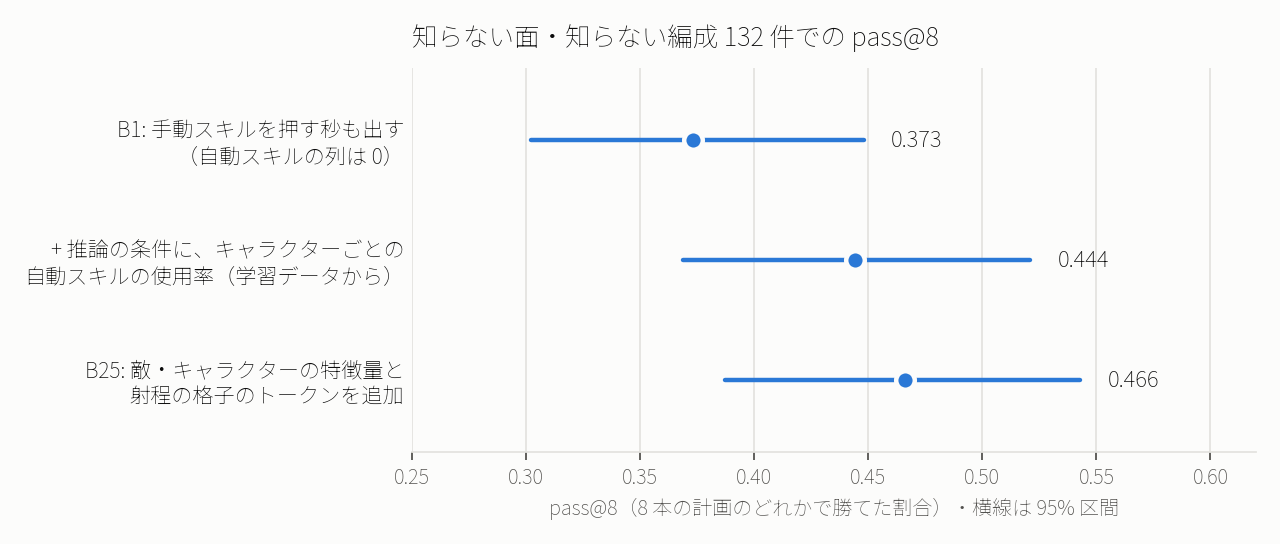 知らない面・知らない編成 132 件での pass@8
B1: 手動スキルを押す秒も出す
（自動スキルの列は 0）
0.373
+ 推論の条件に、キャラクターごとの
自動スキルの使用率（学習データから）
0.444
B25: 敵・キャラクターの特徴量と
射程の格子のトークンを追加
0.466
0.25 0.30 0.35 0.40 0.45 0.50 0.55 0.60
pass@8（8 本の計画のどれかで勝てた割合）・横線は 95% 区間